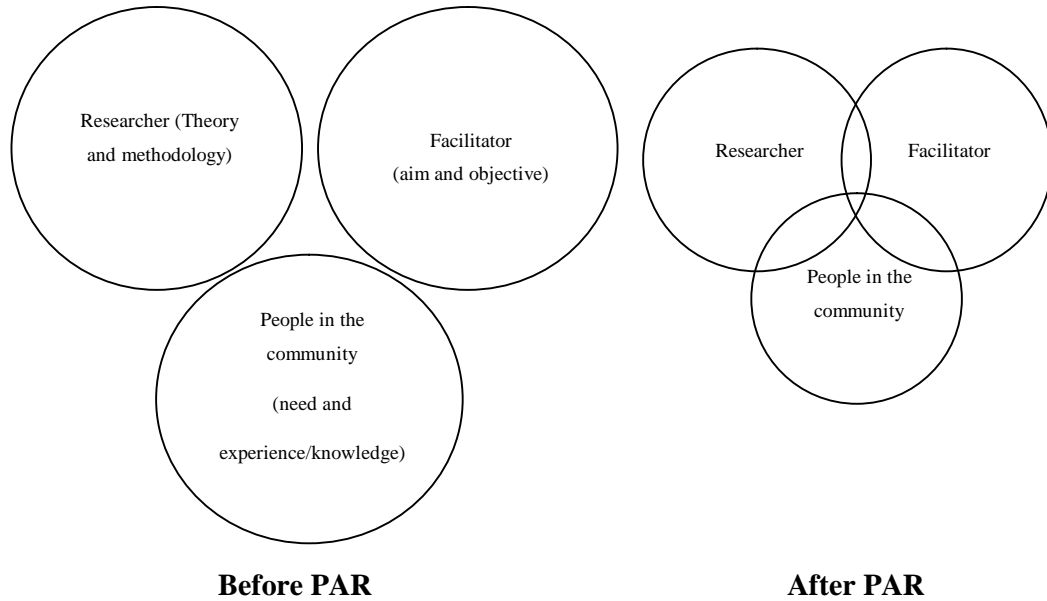 Researcher (Theory
and methodology)
Facilitator
(aim and objective)
People in the
community
(need and
experience/knowledge)
Before PAR
Researcher
Facilitator
People in the
community
After PAR